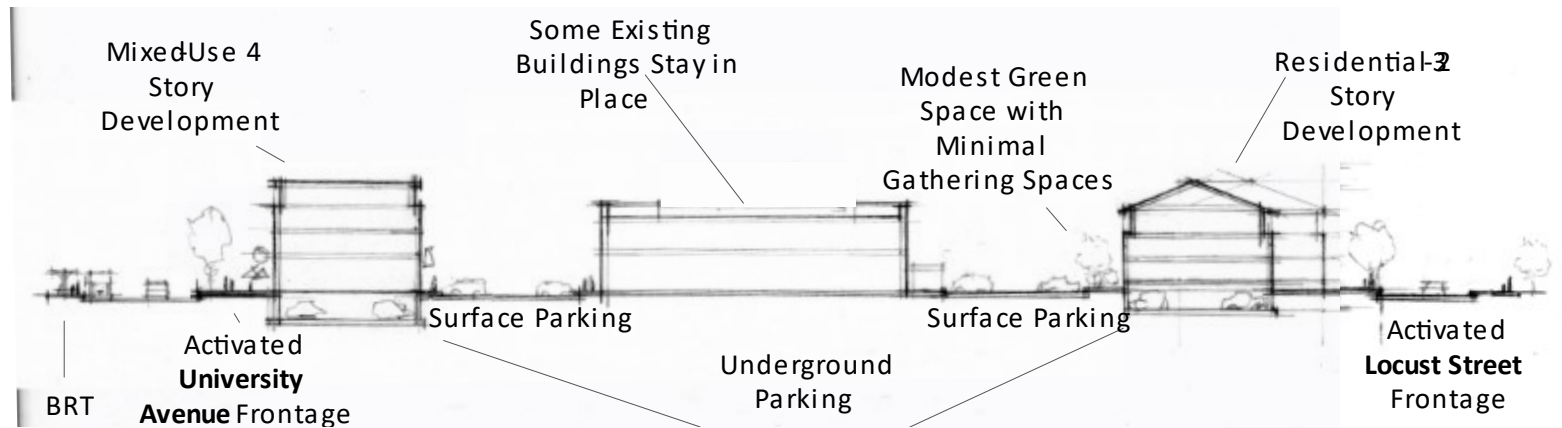 Mixed-Use 4
Story
Development
Some Existing
Buildings Stay in
Place
Modest Green
Space with
Minimal
Gathering Spaces
Residential-
Story
Development
Surface Parking
Surface Parking
Underground
Parking
BRT
Activated
University
Avenue Frontage
Activated
Locust Street
Frontage